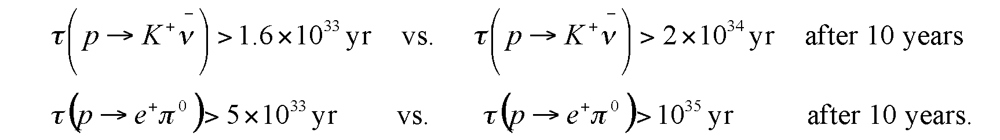 τ(p → K⁺ν̄) > 1.6×10³³ yr vs. τ(p → K⁺ν̄) > 2×10³⁴ yr after 10 years
τ(p → e⁺π⁰) > 5×10³³ yr vs. τ(p → e⁺π⁰) > 10³⁵ yr after 10 years.